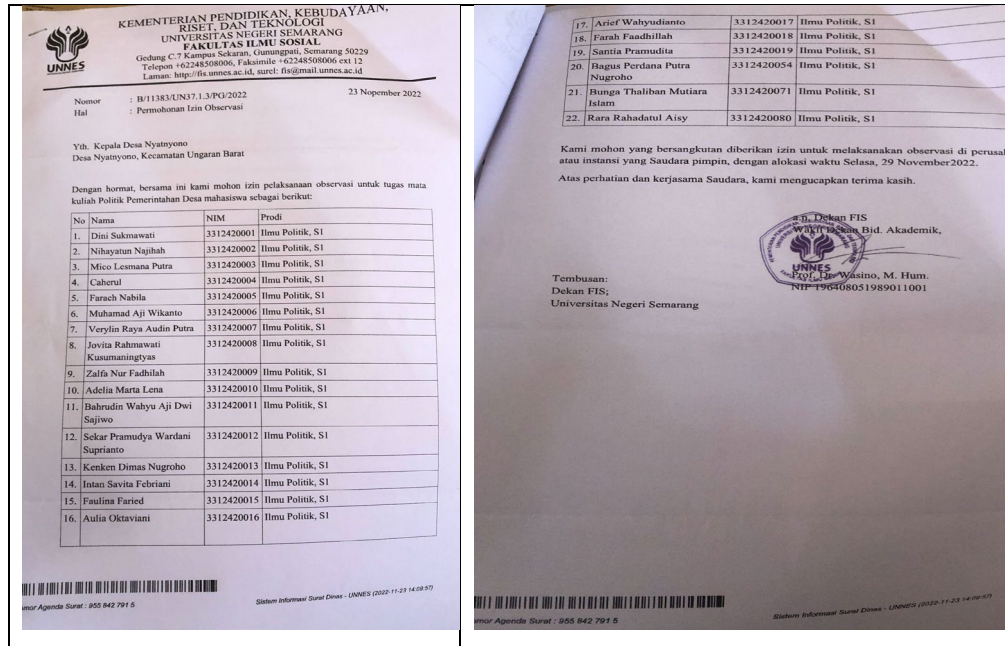 KEMENTERIAN PENDIDIKAN, KEBUDAYAAN,
RISET, DAN TEKNOLOGI
UNIVERSITAS NEGERI SEMARANG
FAKULTAS ILMU SOSIAL
Gedung C.7 Kampus Sekaran, Gunungpati, Semarang 50229
Telepon +62248508006, Faksimile +62248508006 ext 12
Laman: http://fis.unnes.ac.id, surel: fis@mail.unnes.ac.id
UNNES
Nomor : B/11383/UN37.1.3/PG/2022 23 Nopember 2022
Hal : Permohonan Izin Observasi
Yth. Kepala Desa Nyatnyono
Desa Nyatnyono, Kecamatan Ungaran Barat
Dengan hormat, bersama ini kami mohon izin pelaksanaan observasi untuk tugas mata
kuliah Politik Pemerintahan Desa mahasiswa sebagai berikut:
No Nama NIM Prodi
1. Dini Sukmawati 3312420001 Ilmu Politik, S1
2. Nihayatun Najihah 3312420002 Ilmu Politik, S1
3. Mico Lesmana Putra 3312420003 Ilmu Politik, S1
4. Caherul 3312420004 Ilmu Politik, S1
5. Farach Nabila 3312420005 Ilmu Politik, S1
6. Muhamad Aji Wikanto 3312420006 Ilmu Politik, S1
7. Verylin Raya Audin Putra 3312420007 Ilmu Politik, S1
8. Jovita Rahmawati 3312420008 Ilmu Politik, S1
Kusumaningtyas
9. Zalfa Nur Fadhilah 3312420009 Ilmu Politik, S1
10. Adelia Marta Lena 3312420010 Ilmu Politik, S1
11. Bahrudin Wahyu Aji Dwi 3312420011 Ilmu Politik, S1
Sajiwo
12. Sekar Pramudya Wardani 3312420012 Ilmu Politik, S1
Suprianto
13. Kenken Dimas Nugroho 3312420013 Ilmu Politik, S1
14. Intan Savita Febriani 3312420014 Ilmu Politik, S1
15. Faulina Faried 3312420015 Ilmu Politik, S1
16. Aulia Oktaviani 3312420016 Ilmu Politik, S1
omor Agenda Surat : 955 842 791 5 Sistem Informasi Surat Dinas - UNNES (2022-11-23 14:09:57)
17. Arief Wahyudianto 3312420017 Ilmu Politik, S1
18. Farah Faadhillah 3312420018 Ilmu Politik, S1
19. Santia Pramudita 3312420019 Ilmu Politik, S1
20. Bagus Perdana Putra 3312420054 Ilmu Politik, S1
Nugroho
21. Bunga Thaliban Mutiara 3312420071 Ilmu Politik, S1
Islam
22. Rara Rahadatul Aisy 3312420080 Ilmu Politik, S1
Kami mohon yang bersangkutan diberikan izin untuk melaksanakan observasi di perusal
atau instansi yang Saudara pimpin, dengan alokasi waktu Selasa, 29 November2022.
Atas perhatian dan kerjasama Saudara, kami mengucapkan terima kasih.
a.n. Dekan FIS
Wakil Dekan Bid. Akademik,
UNNES
Prof. Dr. Wasino, M. Hum.
NIP 196408051989011001
Tembusan:
Dekan FIS;
Universitas Negeri Semarang
omor Agenda Surat : 955 842 791 5 Sistem Informasi Surat Dinas - UNNES (2022-11-23 14:09:57)